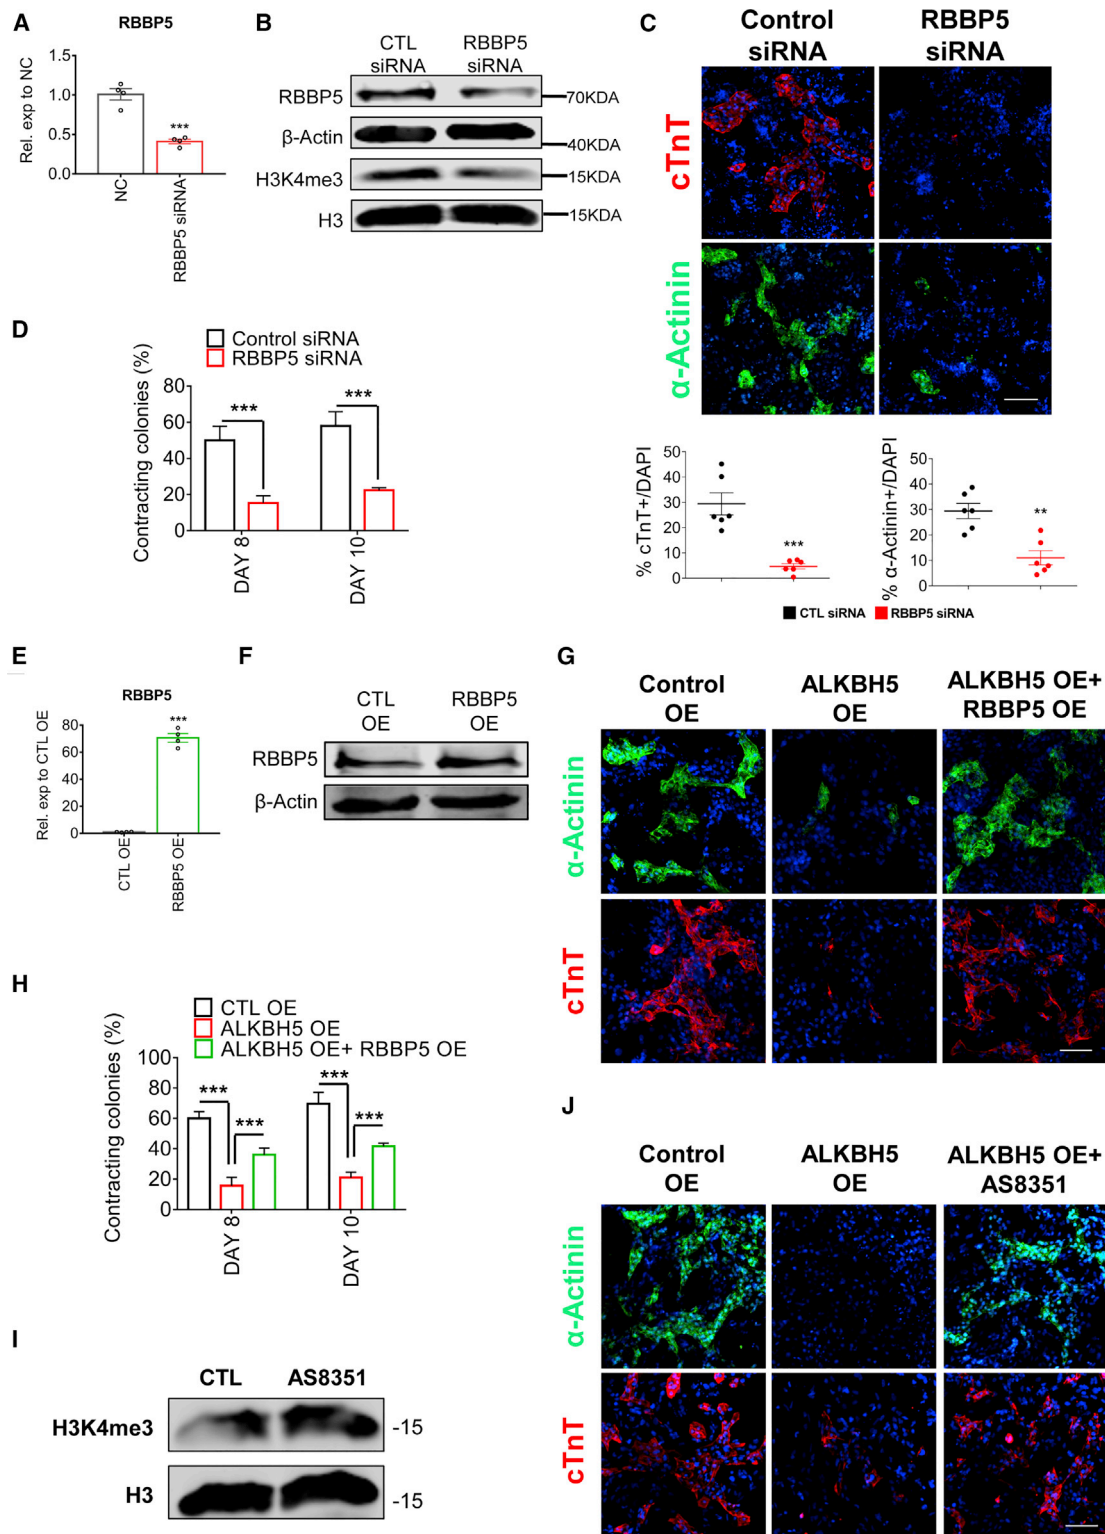 A
RBBP5
Rel. exp to NC
1.5
1.0
0.5
0.0
***
NC
RBBP5 siRNA
B
CTL siRNA
RBBP5 siRNA
RBBP5
70KDA
β-Actin
40KDA
H3K4me3
15KDA
H3
15KDA
C
Control siRNA
RBBP5 siRNA
cTnT
α-Actinin
% cTnT+/DAPI
50
40
30
20
10
0
***
% α-Actinin+/DAPI
50
40
30
20
10
0
**
CTL siRNA
RBBP5 siRNA
D
Control siRNA
RBBP5 siRNA
Contracting colonies (%)
80
60
40
20
0
***
***
DAY 8
DAY 10
E
RBBP5
Rel. exp to CTL OE
80
60
40
20
0
***
CTL OE
RBBP5 OE
F
CTL OE
RBBP5 OE
RBBP5
β-Actin
G
Control OE
ALKBH5 OE
ALKBH5 OE+ RBBP5 OE
α-Actinin
cTnT
H
CTL OE
ALKBH5 OE
ALKBH5 OE+ RBBP5 OE
Contracting colonies (%)
100
80
60
40
20
0
***
***
***
***
DAY 8
DAY 10
I
CTL
AS8351
H3K4me3
-15
H3
-15
J
Control OE
ALKBH5 OE
ALKBH5 OE+ AS8351
α-Actinin
cTnT